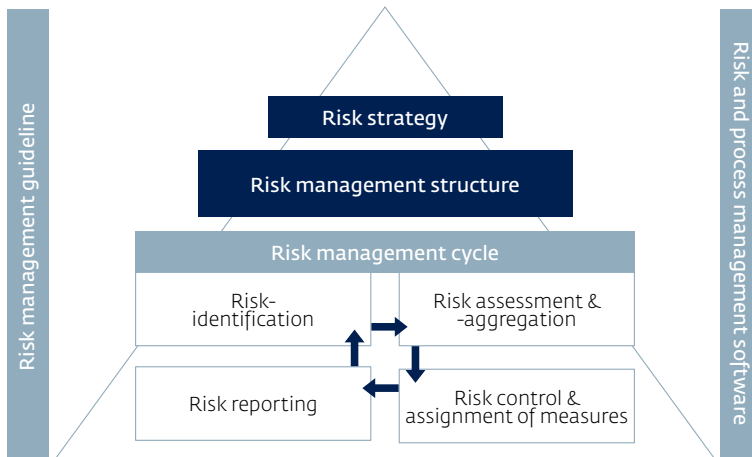 Risk management guideline
Risk strategy
Risk management structure
Risk management cycle
Risk-
identification
Risk assessment &
-aggregation
Risk reporting
Risk control &
assignment of measures
Risk and process management software